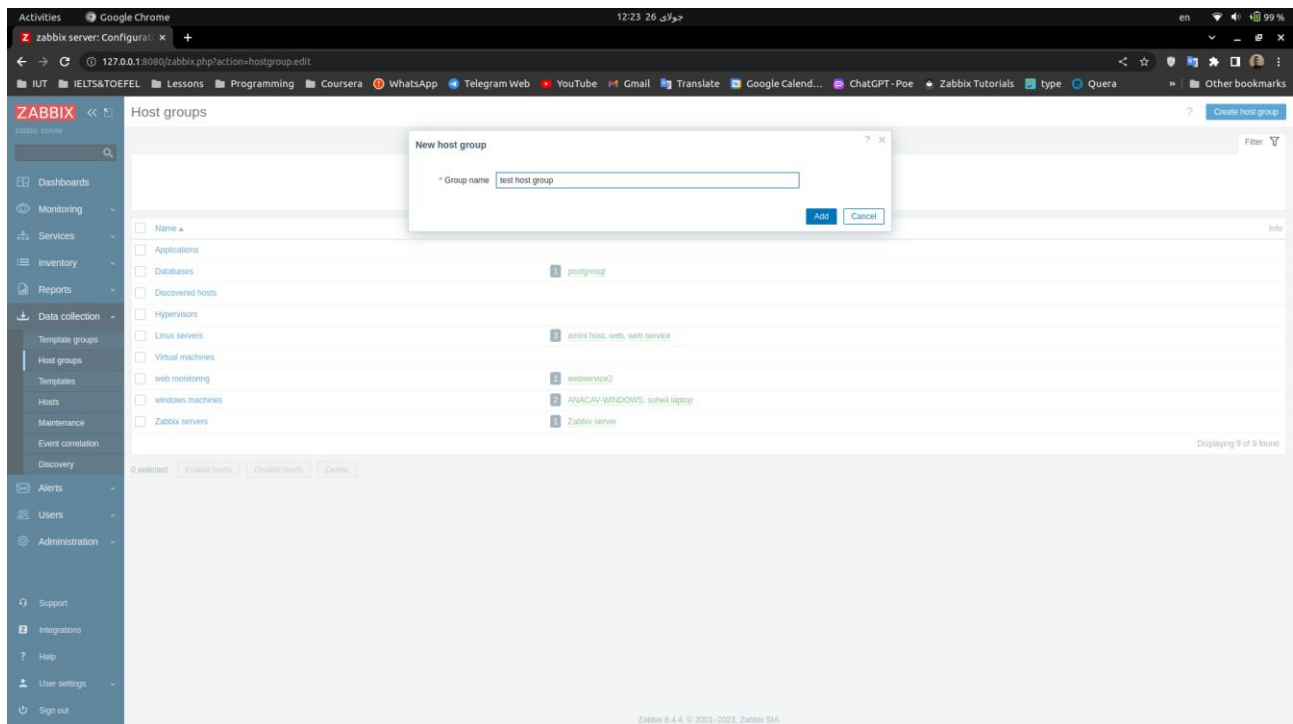 Activities Google Chrome 12:23 26 جولای en 99 %
zabbix server: Configurati × +
127.0.0.1:8080/zabbix.php?action=hostgroup.edit
IUT IELTS&TOEFEL Lessons Programming Coursera WhatsApp Telegram Web YouTube Gmail Translate Google Calend... ChatGPT - Poe Zabbix Tutorials type Quera » Other bookmarks
ZABBIX
zabbix server
Host groups
? Create host group
Filter
New host group
? ×
* Group name test host group
Add Cancel
Dashboards
Monitoring
Services
Inventory
Reports
Data collection
Template groups
Host groups
Templates
Hosts
Maintenance
Event correlation
Discovery
Alerts
Users
Administration
Support
Integrations
? Help
User settings
Sign out
Name ▲ Info
Applications
Databases 1 postgresql
Discovered hosts
Hypervisors
Linux servers 3 amini host, web, web service
Virtual machines
web monitoring 1 webservice2
windows machines 2 ANACAV-WINDOWS, soheil laptop
Zabbix servers 1 Zabbix server
Displaying 9 of 9 found
0 selected Enable hosts Disable hosts Delete
Zabbix 6.4.4. © 2001–2023, Zabbix SIA